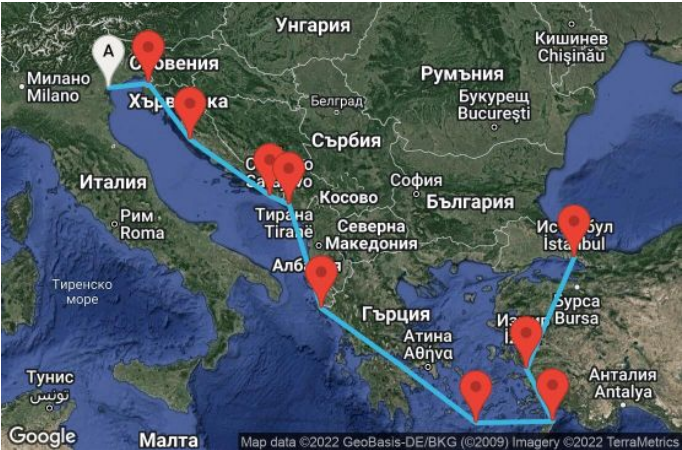 Унгария
Кишинев
Chișinău
A
Словения
Милано
Milano
Румъния
Хърватска
Белград
Букурещ
București
Сърбия
Италия
София
Косово
България
Рим
Roma
Тирана
Tiranë
Северна
Македония
Истанбул
İstanbul
Албания
Тиренско
море
Гърция
Бурса
Bursa
Атина
Αθήνα
Анталия
Antalya
Тунис
تونس
Малта
Google
Map data ©2022 GeoBasis-DE/BKG (©2009) Imagery ©2022 TerraMetrics